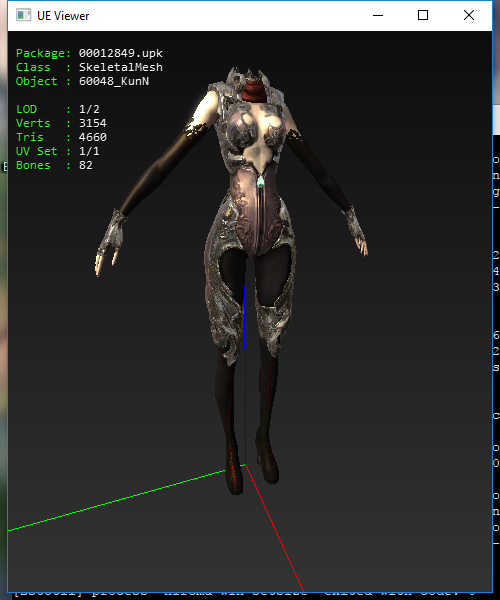 UE Viewer
Package: 00012849.upk
Class : SkeletalMesh
Object : 60048_KunN
LOD : 1/2
Verts : 3154
Tris : 4660
UV Set : 1/1
Bones : 82